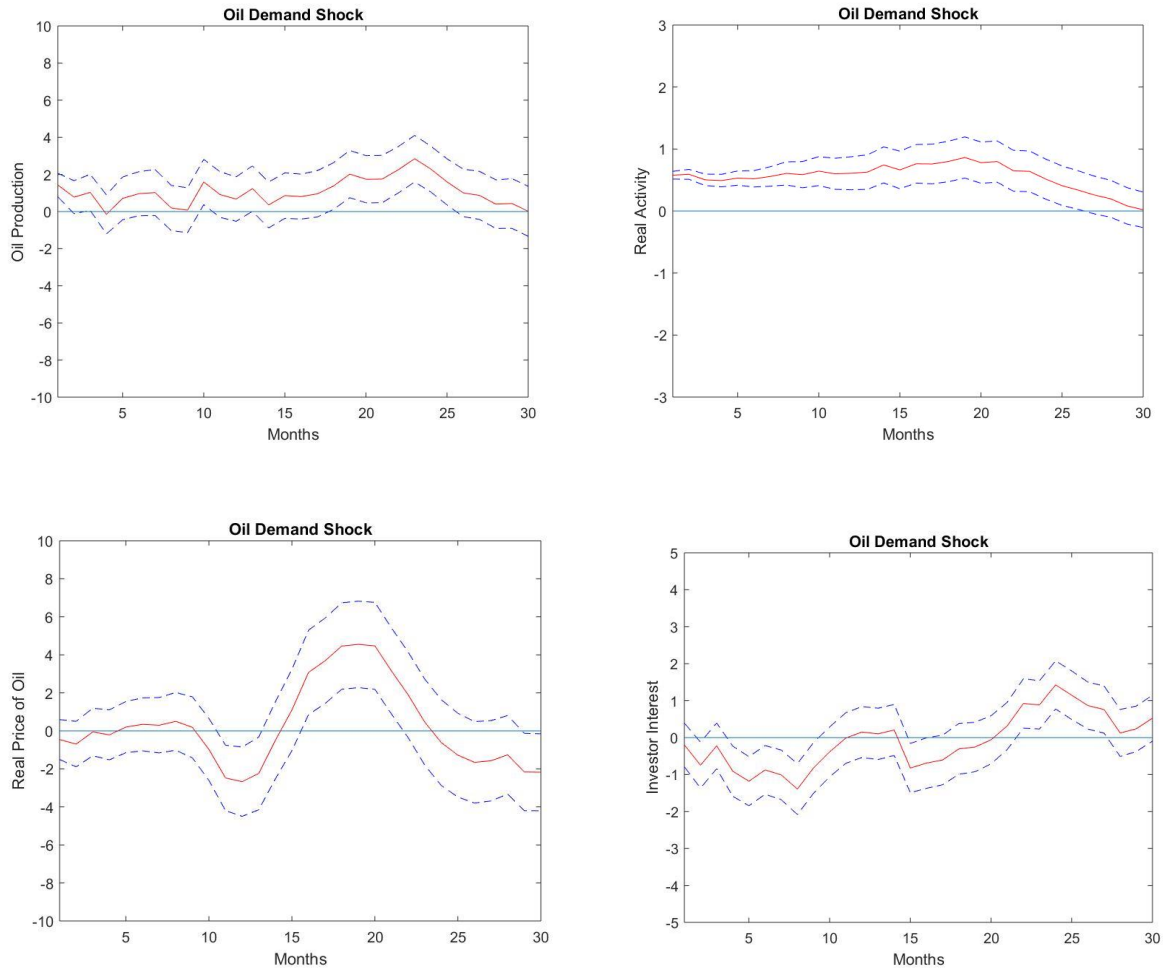 Oil Demand Shock
10
8
6
4
2
0
-2
-4
-6
-8
-10
Oil Production
5 10 15 20 25 30
Months
Oil Demand Shock
3
2
1
0
-1
-2
-3
Real Activity
5 10 15 20 25 30
Months
Oil Demand Shock
10
8
6
4
2
0
-2
-4
-6
-8
-10
Real Price of Oil
5 10 15 20 25 30
Months
Oil Demand Shock
5
4
3
2
1
0
-1
-2
-3
-4
-5
Investor Interest
5 10 15 20 25 30
Months